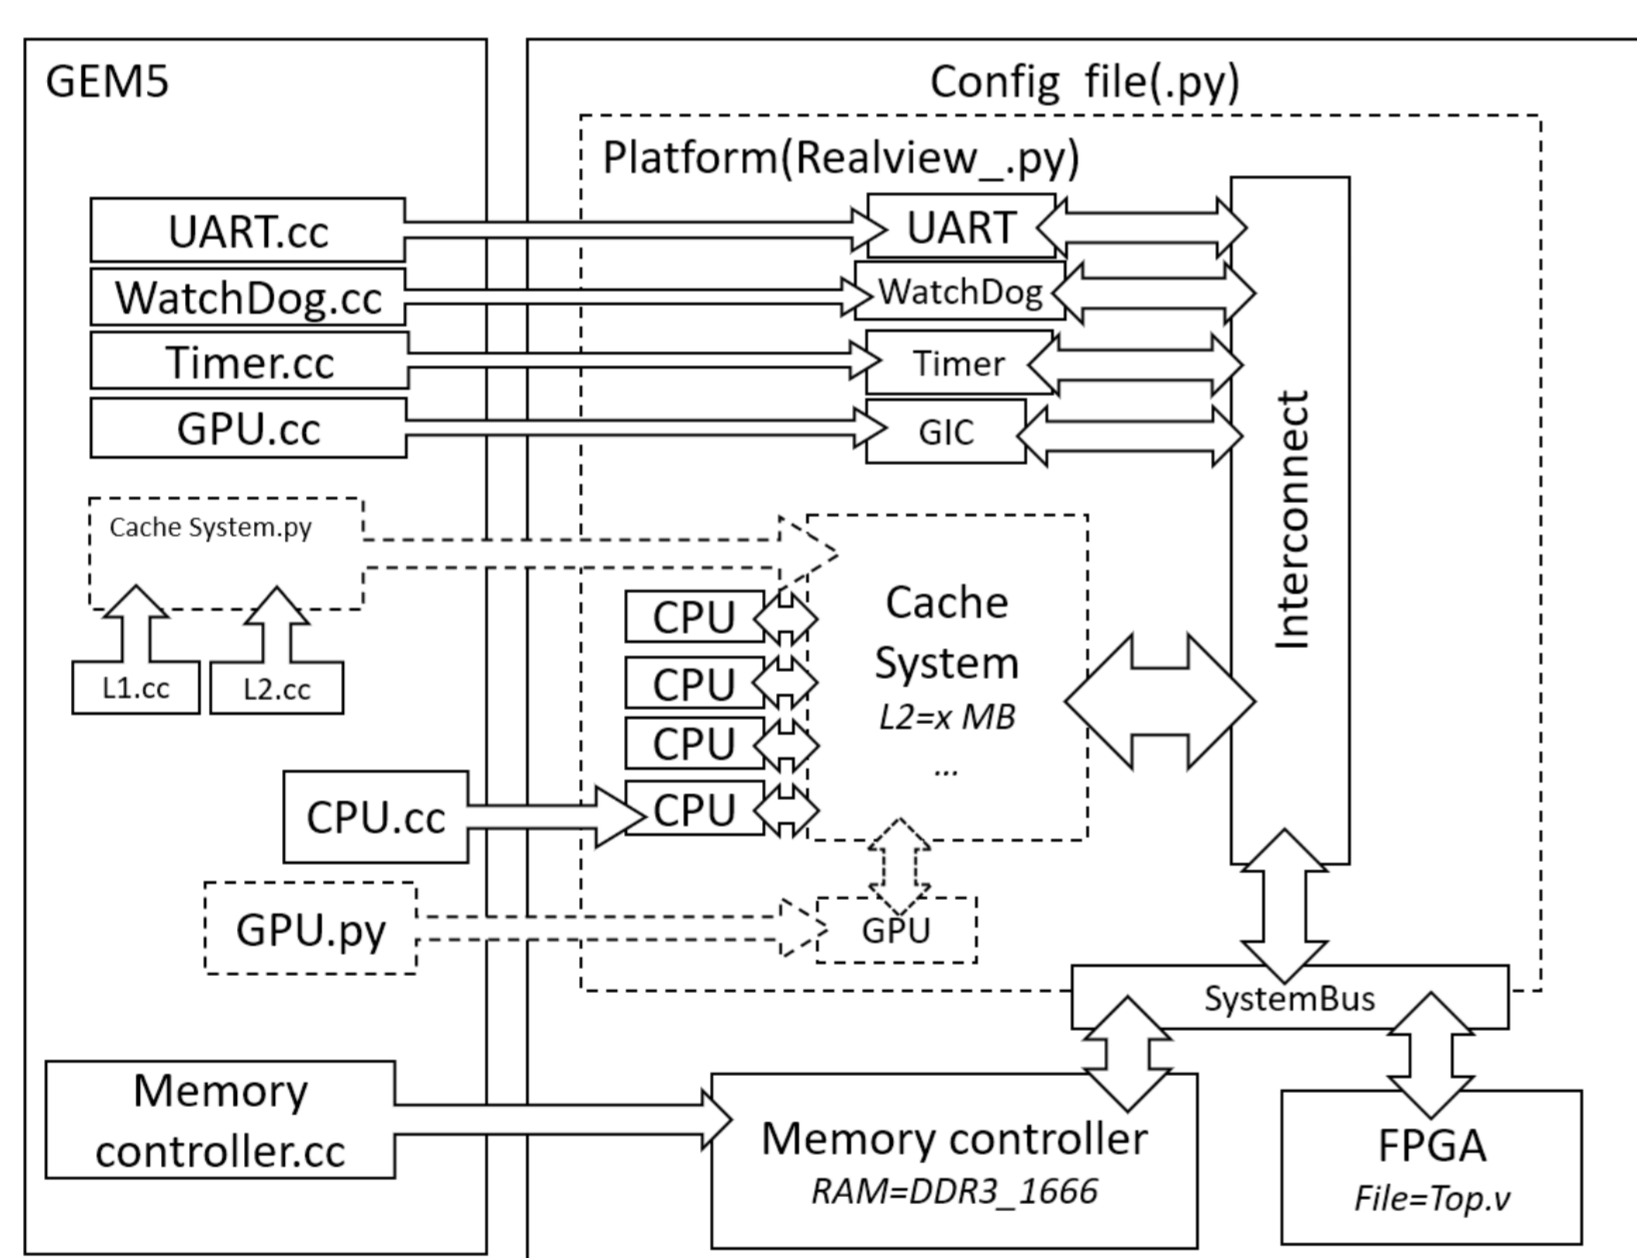 GEM5
Config file(.py)
Platform(Realview_.py)
UART.cc
UART
WatchDog.cc
WatchDog
Timer.cc
Timer
GPU.cc
GIC
Interconnect
Cache System.py
L1.cc
L2.cc
CPU
CPU
CPU
CPU
Cache
System
L2=x MB
...
CPU.cc
GPU.py
GPU
SystemBus
Memory
controller.cc
Memory controller
RAM=DDR3_1666
FPGA
File=Top.v